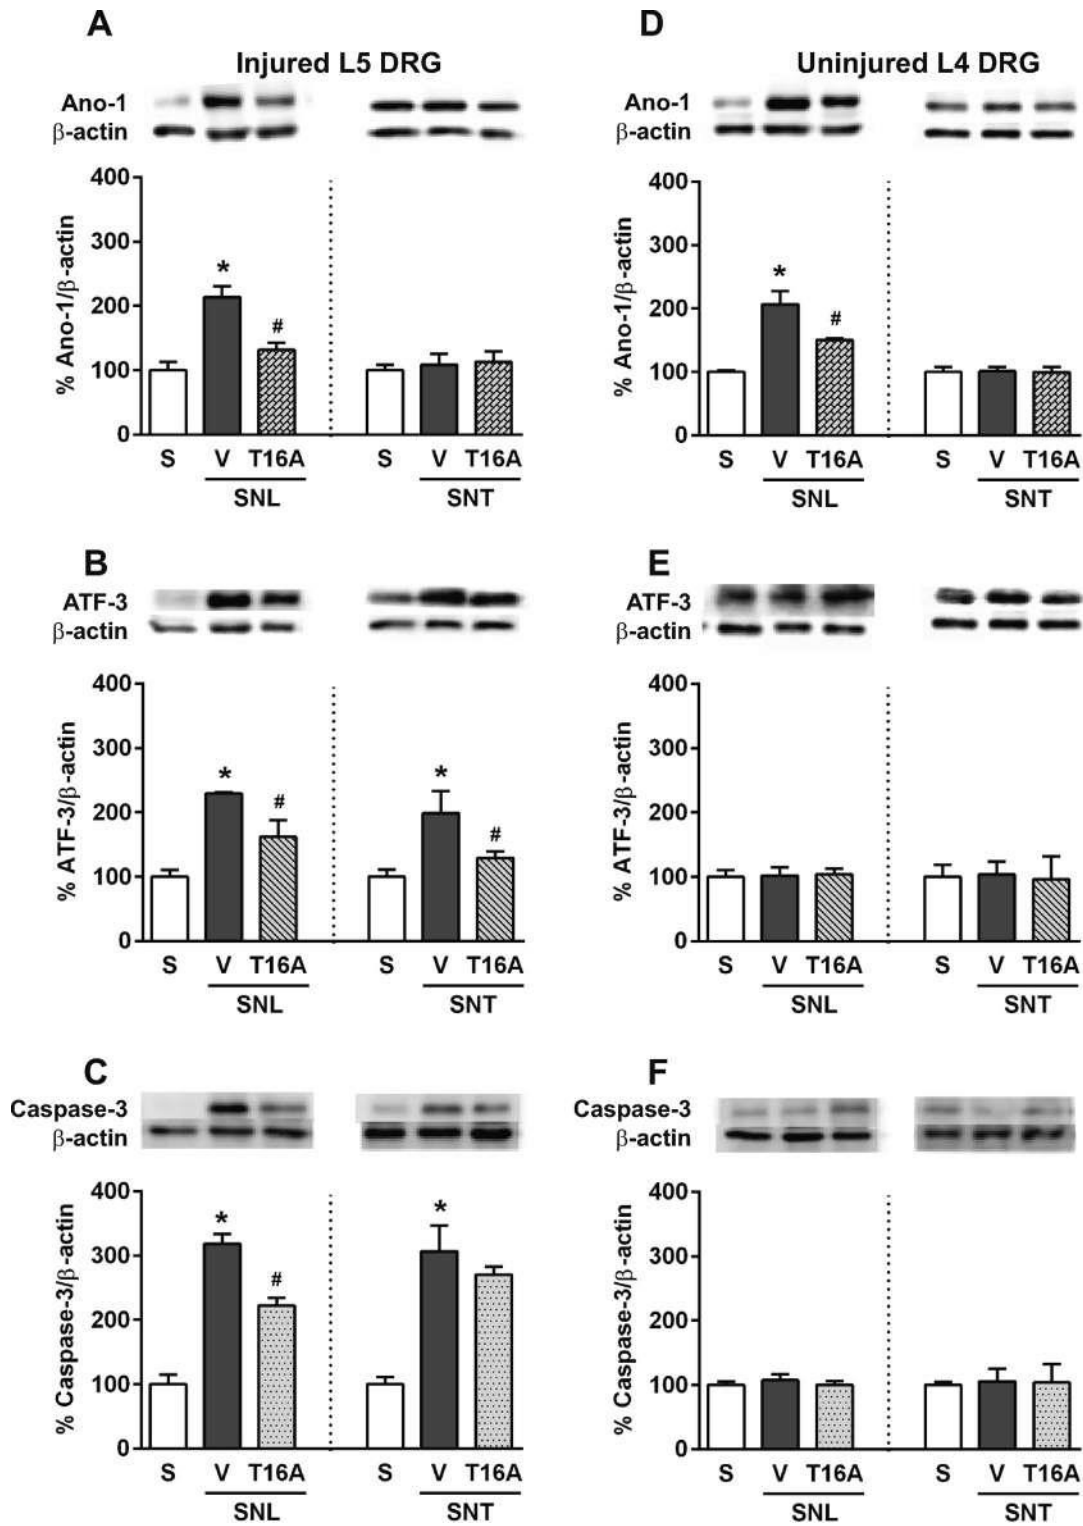 A
Injured L5 DRG
Ano-1
β-actin
% Ano-1/β-actin
400
300
200
100
0
*
#
S V T16A S V T16A
SNL SNT
D
Uninjured L4 DRG
Ano-1
β-actin
% Ano-1/β-actin
400
300
200
100
0
*
#
S V T16A S V T16A
SNL SNT
B
ATF-3
β-actin
% ATF-3/β-actin
400
300
200
100
0
* *
# #
S V T16A S V T16A
SNL SNT
E
ATF-3
β-actin
% ATF-3/β-actin
400
300
200
100
0
S V T16A S V T16A
SNL SNT
C
Caspase-3
β-actin
% Caspase-3/β-actin
400
300
200
100
0
* *
#
S V T16A S V T16A
SNL SNT
F
Caspase-3
β-actin
% Caspase-3/β-actin
400
300
200
100
0
S V T16A S V T16A
SNL SNT